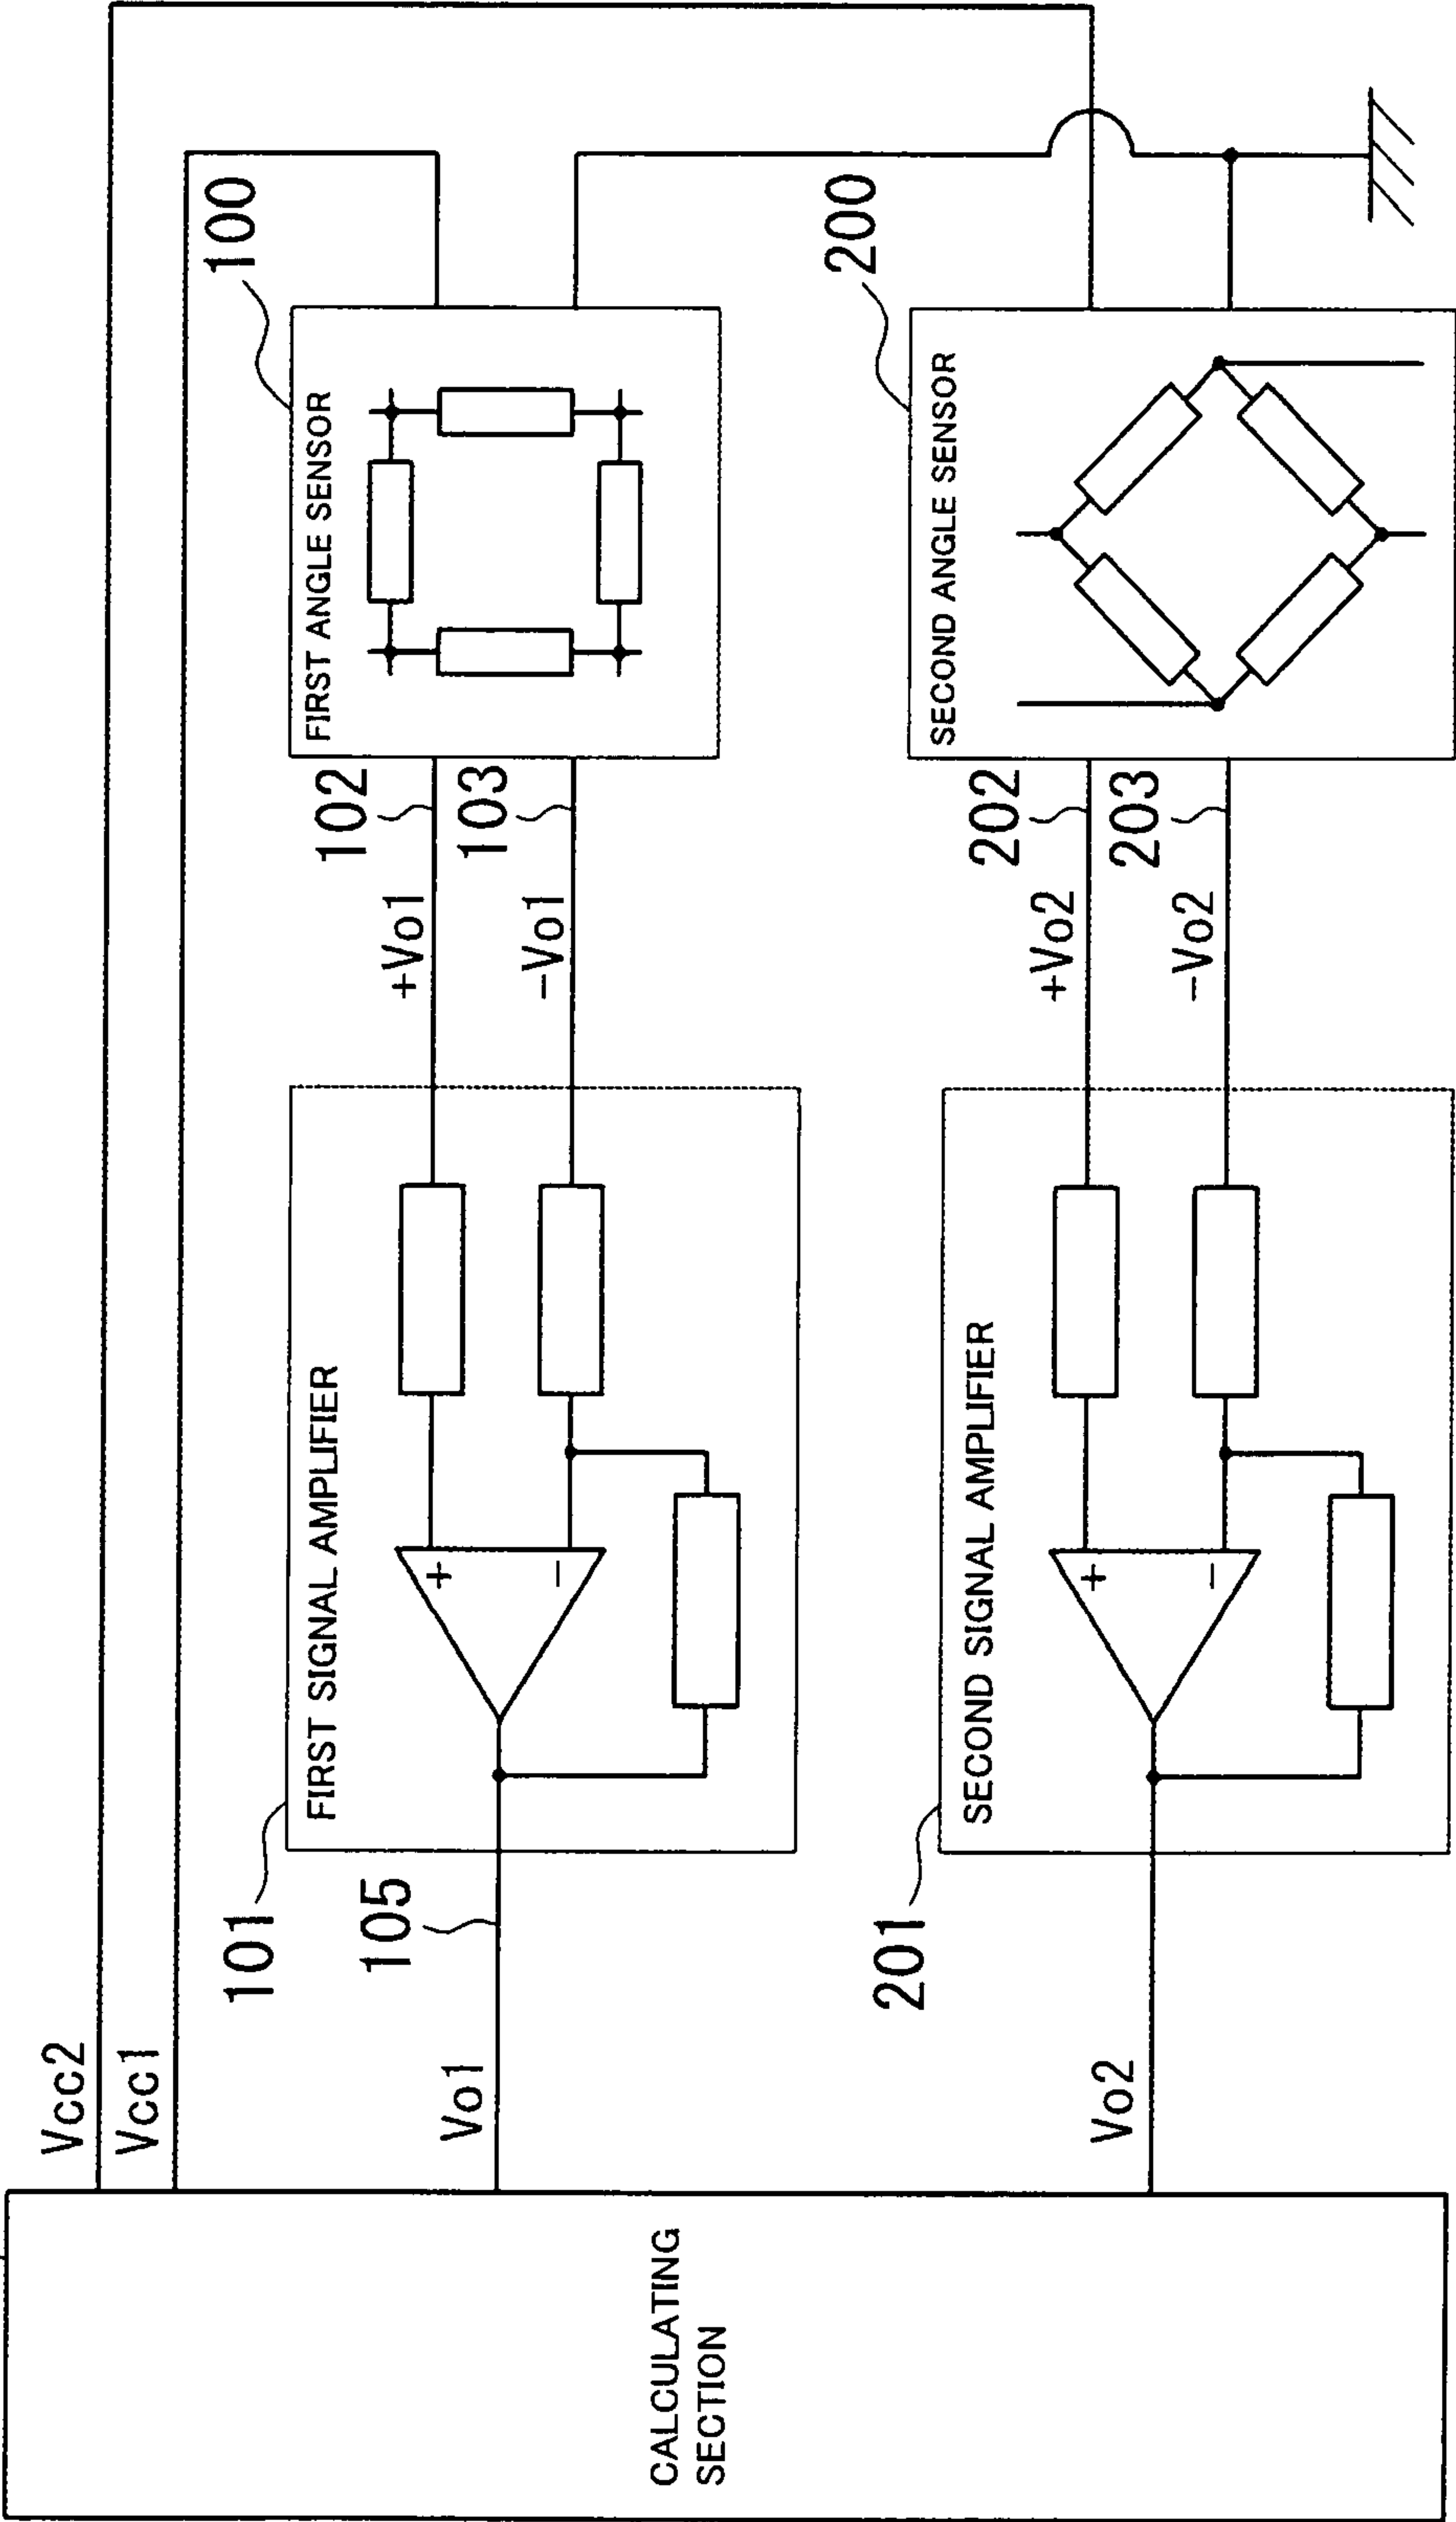 Vcc2
Vcc1
CALCULATING
SECTION
Vo1
105
101
FIRST SIGNAL AMPLIFIER
+
−
+Vo1
−Vo1
102
103
FIRST ANGLE SENSOR
100
Vo2
201
SECOND SIGNAL AMPLIFIER
+
−
+Vo2
−Vo2
202
203
SECOND ANGLE SENSOR
200